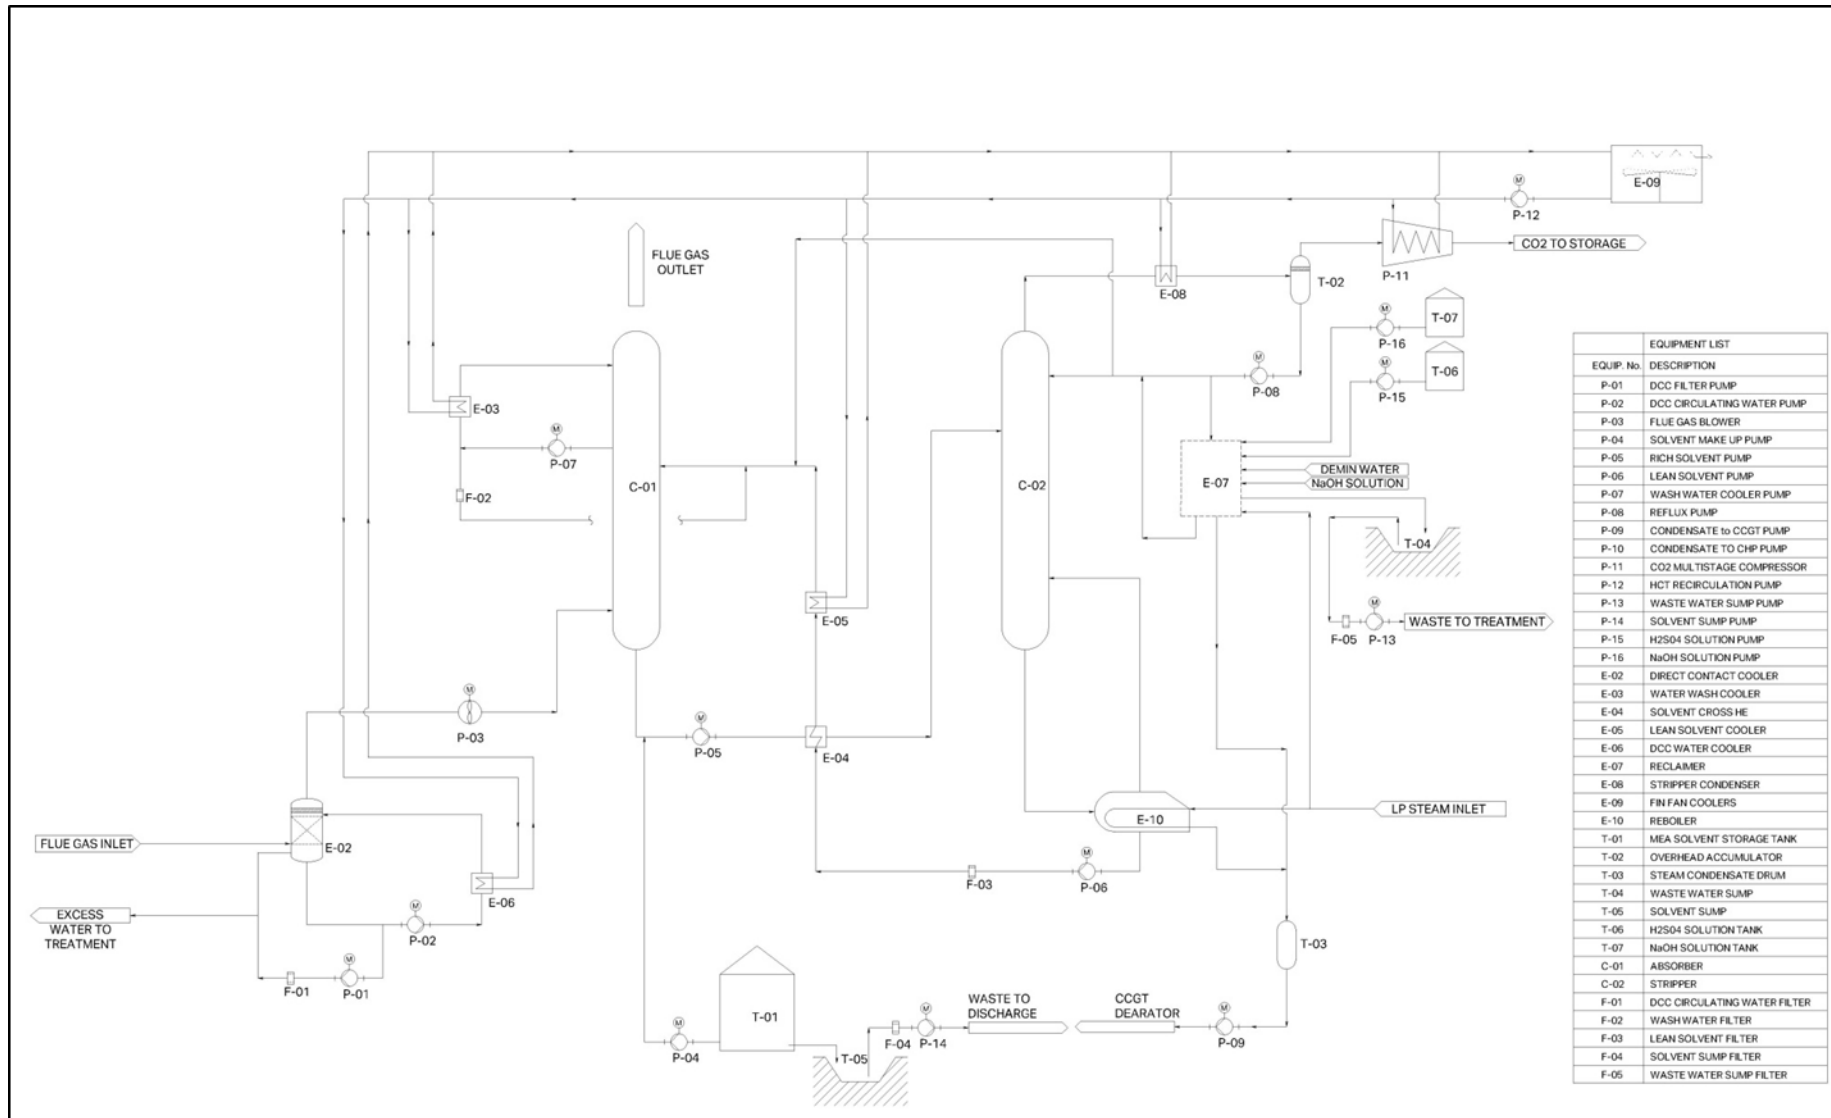 E-09
M
P-12
FLUE GAS
OUTLET
CO2 TO STORAGE
P-11
E-08
T-02
M
P-16
T-07
M
P-15
T-06
M
P-08
E-03
M
P-07
F-02
C-01
C-02
E-07
DEMIN WATER
NaOH SOLUTION
T-04
E-05
F-05
M
P-13
WASTE TO TREATMENT
M
P-03
M
P-05
E-04
E-10
LP STEAM INLET
FLUE GAS INLET
E-02
E-06
F-03
M
P-06
EXCESS
WATER TO
TREATMENT
M
P-02
F-01
M
P-01
T-03
T-01
M
P-04
T-05
F-04
M
P-14
WASTE TO
DISCHARGE
CCGT
DEARATOR
M
P-09
EQUIPMENT LIST
EQUIP. No. DESCRIPTION
P-01 DCC FILTER PUMP
P-02 DCC CIRCULATING WATER PUMP
P-03 FLUE GAS BLOWER
P-04 SOLVENT MAKE UP PUMP
P-05 RICH SOLVENT PUMP
P-06 LEAN SOLVENT PUMP
P-07 WASH WATER COOLER PUMP
P-08 REFLUX PUMP
P-09 CONDENSATE to CCGT PUMP
P-10 CONDENSATE TO CHP PUMP
P-11 CO2 MULTISTAGE COMPRESSOR
P-12 HCT RECIRCULATION PUMP
P-13 WASTE WATER SUMP PUMP
P-14 SOLVENT SUMP PUMP
P-15 H2S04 SOLUTION PUMP
P-16 NaOH SOLUTION PUMP
E-02 DIRECT CONTACT COOLER
E-03 WATER WASH COOLER
E-04 SOLVENT CROSS HE
E-05 LEAN SOLVENT COOLER
E-06 DCC WATER COOLER
E-07 RECLAIMER
E-08 STRIPPER CONDENSER
E-09 FIN FAN COOLERS
E-10 REBOILER
T-01 MEA SOLVENT STORAGE TANK
T-02 OVERHEAD ACCUMULATOR
T-03 STEAM CONDENSATE DRUM
T-04 WASTE WATER SUMP
T-05 SOLVENT SUMP
T-06 H2S04 SOLUTION TANK
T-07 NaOH SOLUTION TANK
C-01 ABSORBER
C-02 STRIPPER
F-01 DCC CIRCULATING WATER FILTER
F-02 WASH WATER FILTER
F-03 LEAN SOLVENT FILTER
F-04 SOLVENT SUMP FILTER
F-05 WASTE WATER SUMP FILTER